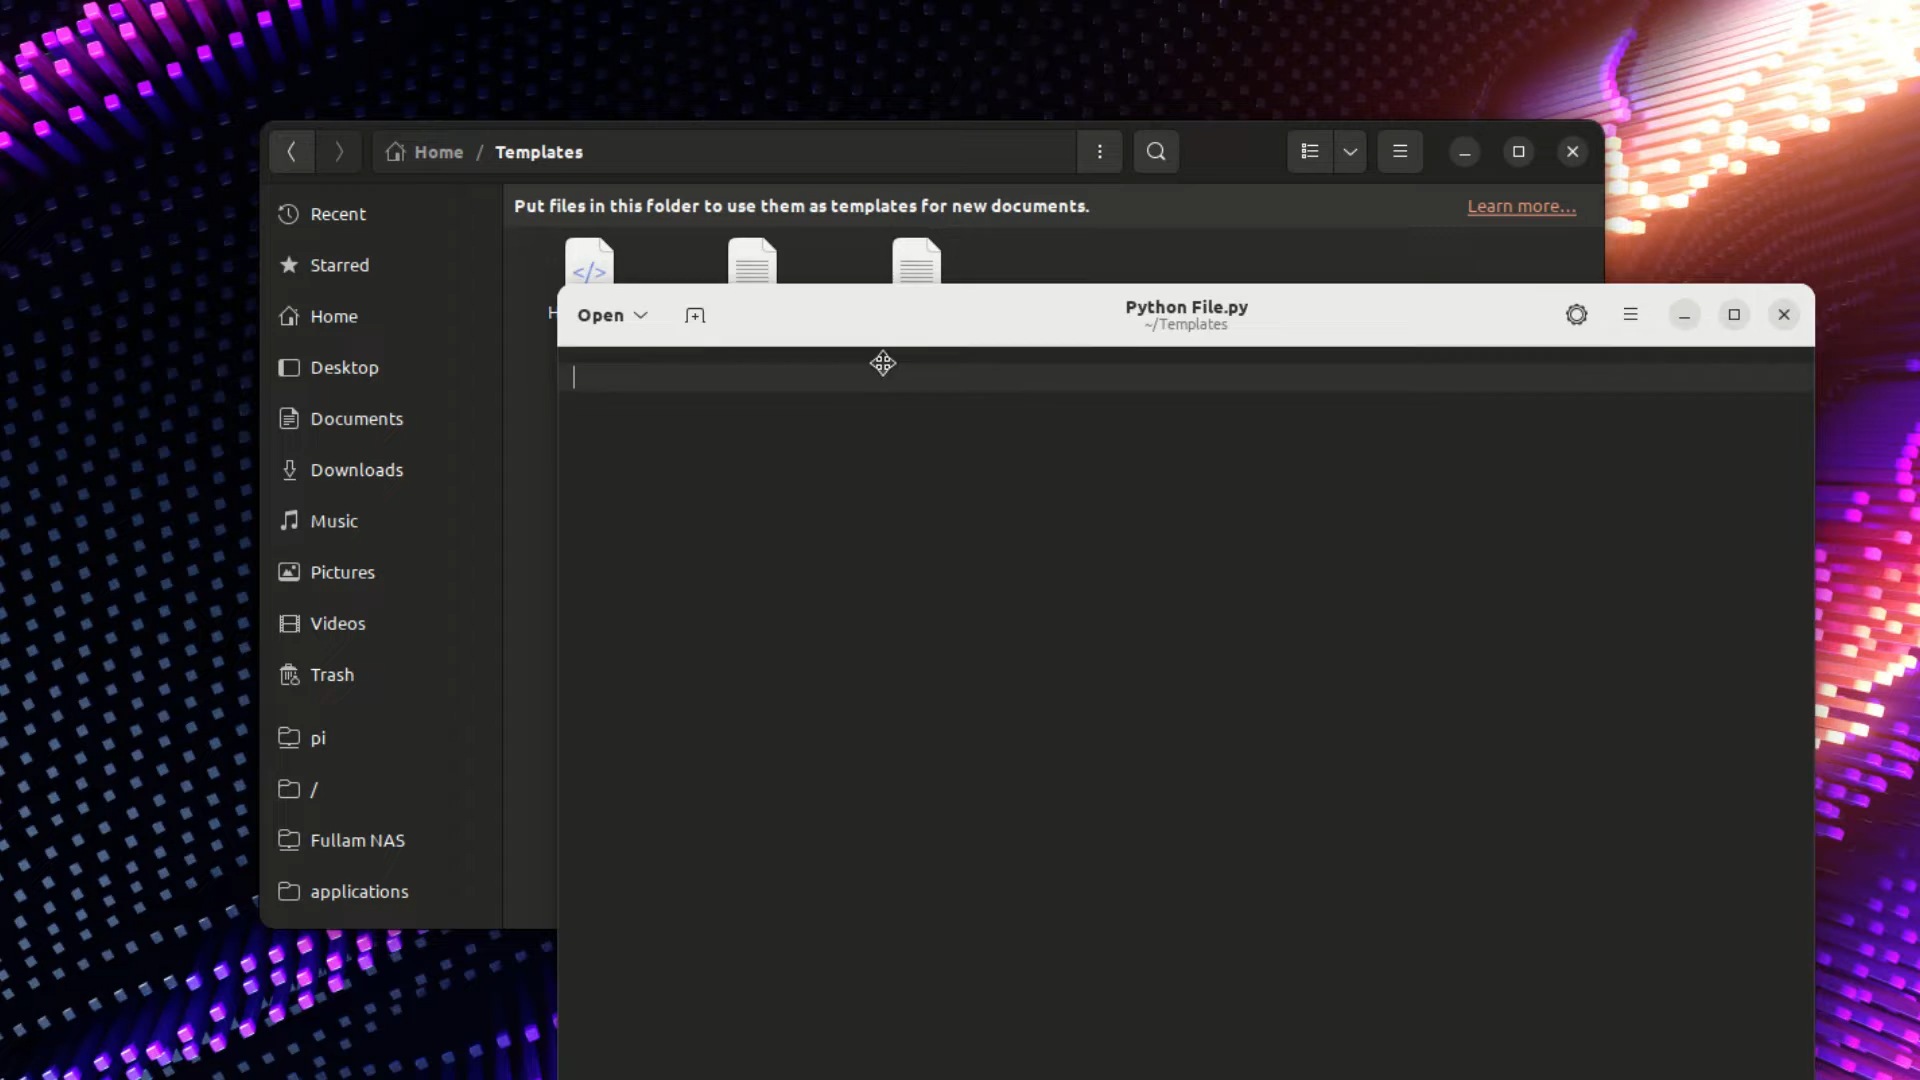 Home / Templates
Put files in this folder to use them as templates for new documents.
Learn more...
Recent
Starred
Home
Desktop
Documents
Downloads
Music
Pictures
Videos
Trash
pi
/
Fullam NAS
applications
</>
H
Open
Python File.py
~/Templates